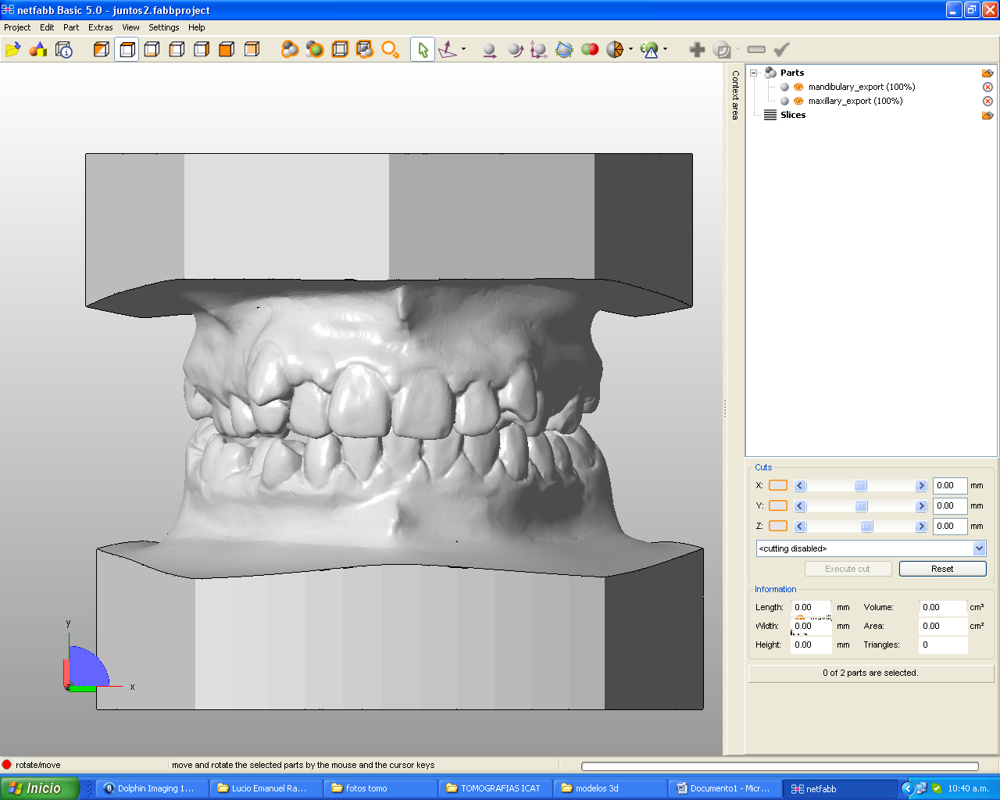 netfabb Basic 5.0 - juntos2.fabbproject
Project Edit Part Extras View Settings Help
Context area
Parts
mandibulary_export (100%)
maxillary_export (100%)
Slices
Cuts
X: 0.00 mm
Y: 0.00 mm
Z: 0.00 mm
<cutting disabled>
Execute cut Reset
Information
Length: 0.00 mm Volume: 0.00 cm³
Width: 0.00 mm Area: 0.00 cm²
Height: 0.00 mm Triangles: 0
0 of 2 parts are selected.
y
z x
rotate/move move and rotate the selected parts by the mouse and the cursor keys
Inicio Dolphin Imaging 1... Lucio Emanuel Ra... fotos tomo TOMOGRAFIAS ICAT modelos 3d Documento1 - Micr... netfabb 10:40 a.m.